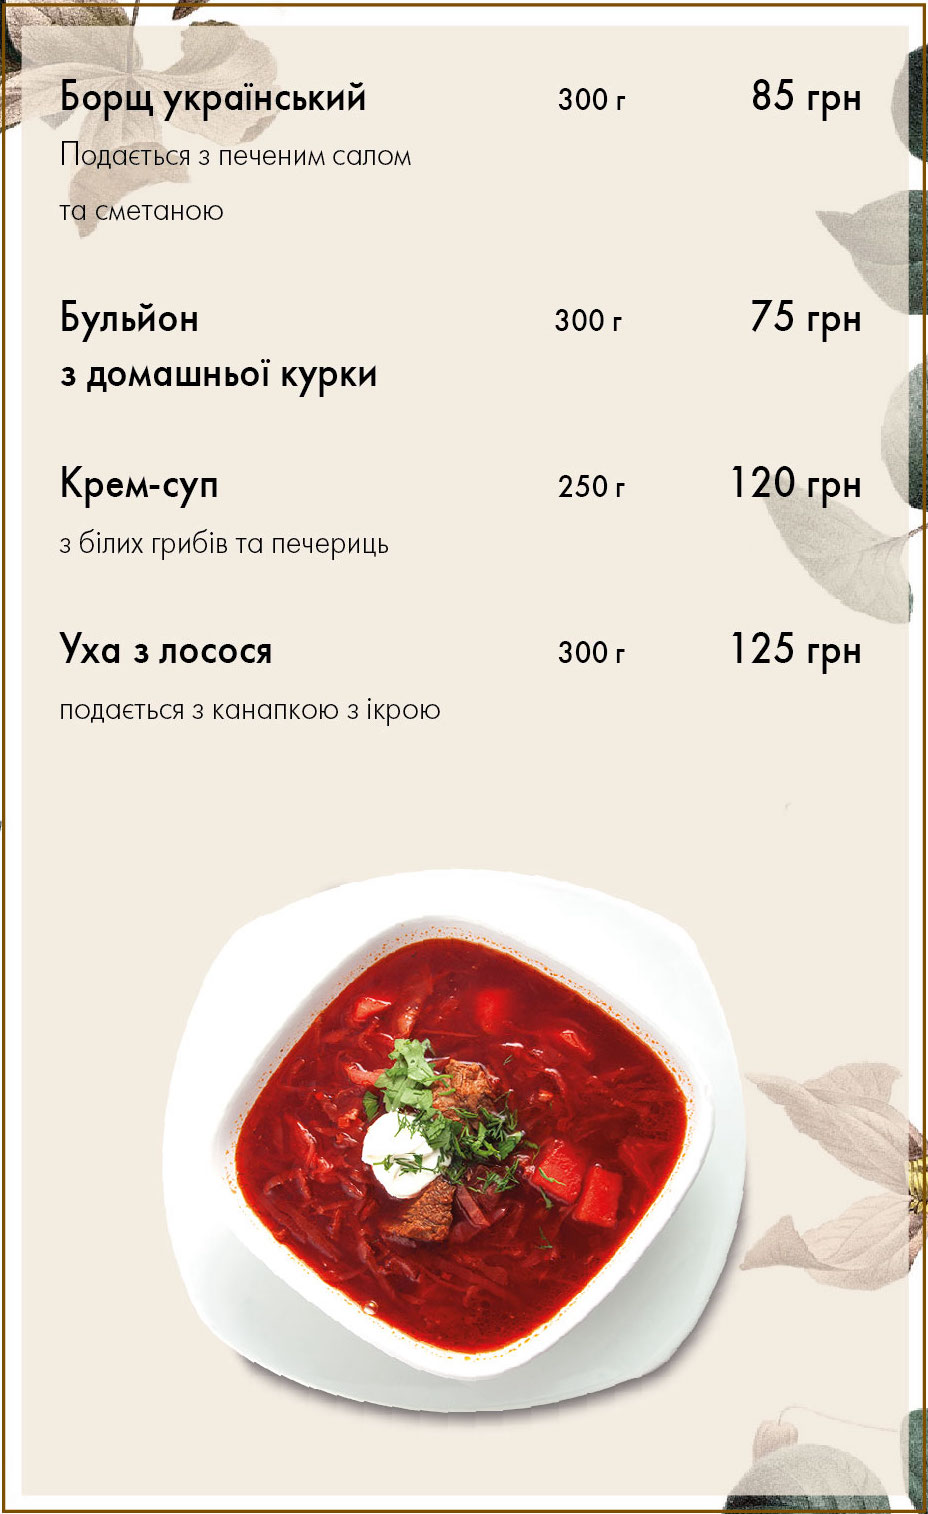 Борщ український 300 г 85 грн
Подається з печеним салом
та сметаною
Бульйон 300 г 75 грн
з домашньої курки
Крем-суп 250 г 120 грн
з білих грибів та печериць
Уха з лосося 300 г 125 грн
подається з канапкою з ікрою